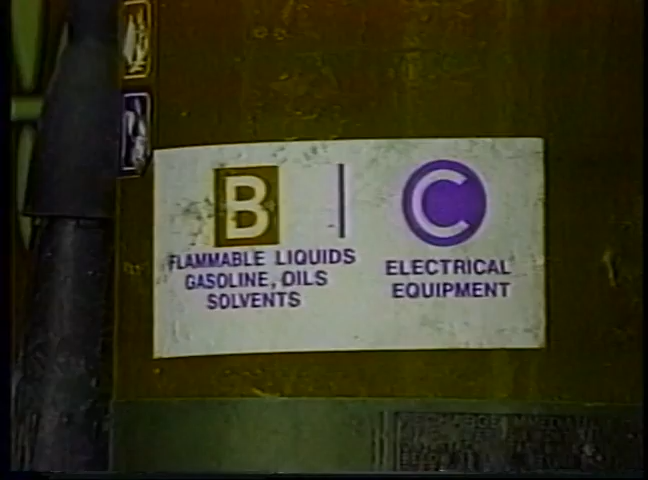 B | C
FLAMMABLE LIQUIDS
GASOLINE, OILS
SOLVENTS
ELECTRICAL
EQUIPMENT